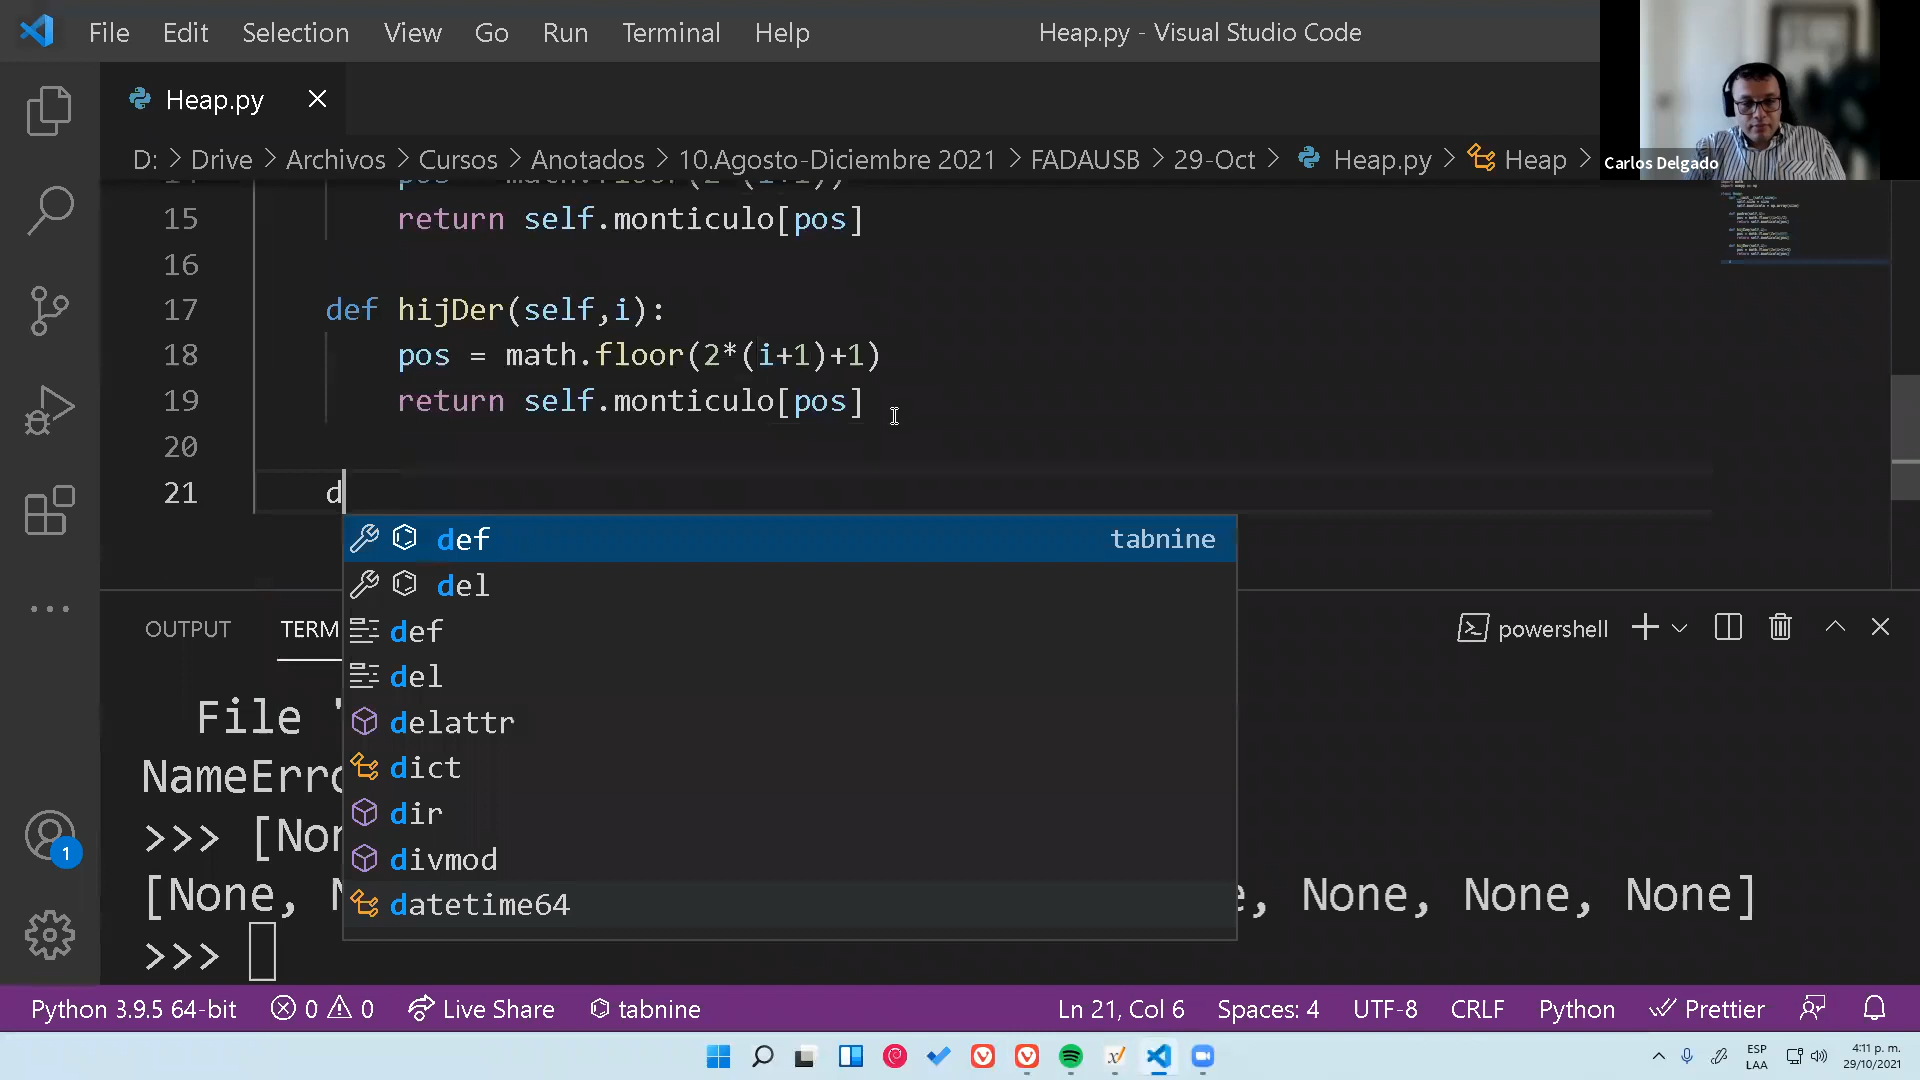 File Edit Selection View Go Run Terminal Help Heap.py - Visual Studio Code
Heap.py
D: > Drive > Archivos > Cursos > Anotados > 10.Agosto-Diciembre 2021 > FADAUSB > 29-Oct > Heap.py > Heap >
Carlos Delgado
15 return self.monticulo[pos]
16
17 def hijDer(self,i):
18 pos = math.floor(2*(i+1)+1)
19 return self.monticulo[pos]
20
21 d
def tabnine
del
def
del
delattr
dict
dir
divmod
datetime64
OUTPUT TERM powershell
File "
NameErro
>>> [Non
[None, N e, None, None, None]
>>>
1
Python 3.9.5 64-bit 0 0 Live Share tabnine Ln 21, Col 6 Spaces: 4 UTF-8 CRLF Python Prettier
ESP
LAA
4:11 p. m.
29/10/2021